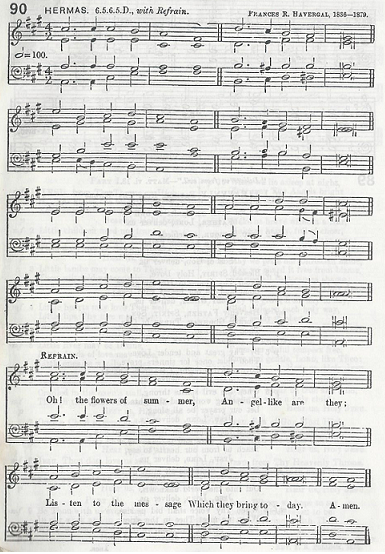 90 HERMAS. 6.5.6.5.D., with Refrain. FRANCES R. HAVERGAL, 1836—1879.
=100.
REFRAIN.
Oh! the flowers of sum - mer, An - gel-like are they;
Lis - ten to the mes - sage Which they bring to - day. A - men.